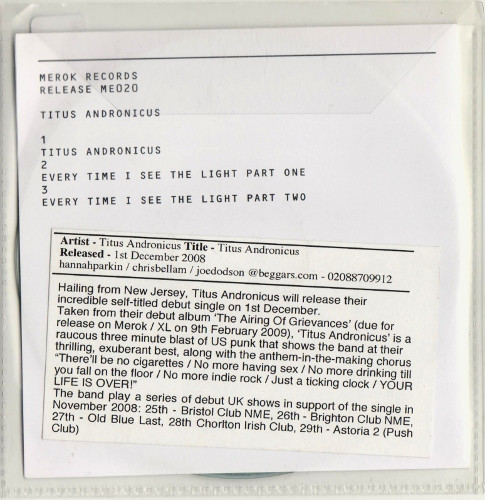 MEROK RECORDS
RELEASE ME020
TITUS ANDRONICUS
1
TITUS ANDRONICUS
2
EVERY TIME I SEE THE LIGHT PART ONE
3
EVERY TIME I SEE THE LIGHT PART TWO
Artist - Titus Andronicus Title - Titus Andronicus
Released - 1st December 2008
hannahparkin / chrisbellam / joedodson @beggars.com - 02088709912
Hailing from New Jersey, Titus Andronicus will release their
incredible self-titled debut single on 1st December.
Taken from their debut album 'The Airing Of Grievances' (due for
release on Merok / XL on 9th February 2009), 'Titus Andronicus' is a
raucous three minute blast of US punk that shows the band at their
thrilling, exuberant best, along with the anthem-in-the-making chorus
"There'll be no cigarettes / No more having sex / No more drinking till
you fall on the floor / No more indie rock / Just a ticking clock / YOUR
LIFE IS OVER!"
The band play a series of debut UK shows in support of the single in
November 2008: 25th - Bristol Club NME, 26th - Brighton Club NME,
27th - Old Blue Last, 28th Chorlton Irish Club, 29th - Astoria 2 (Push
Club)